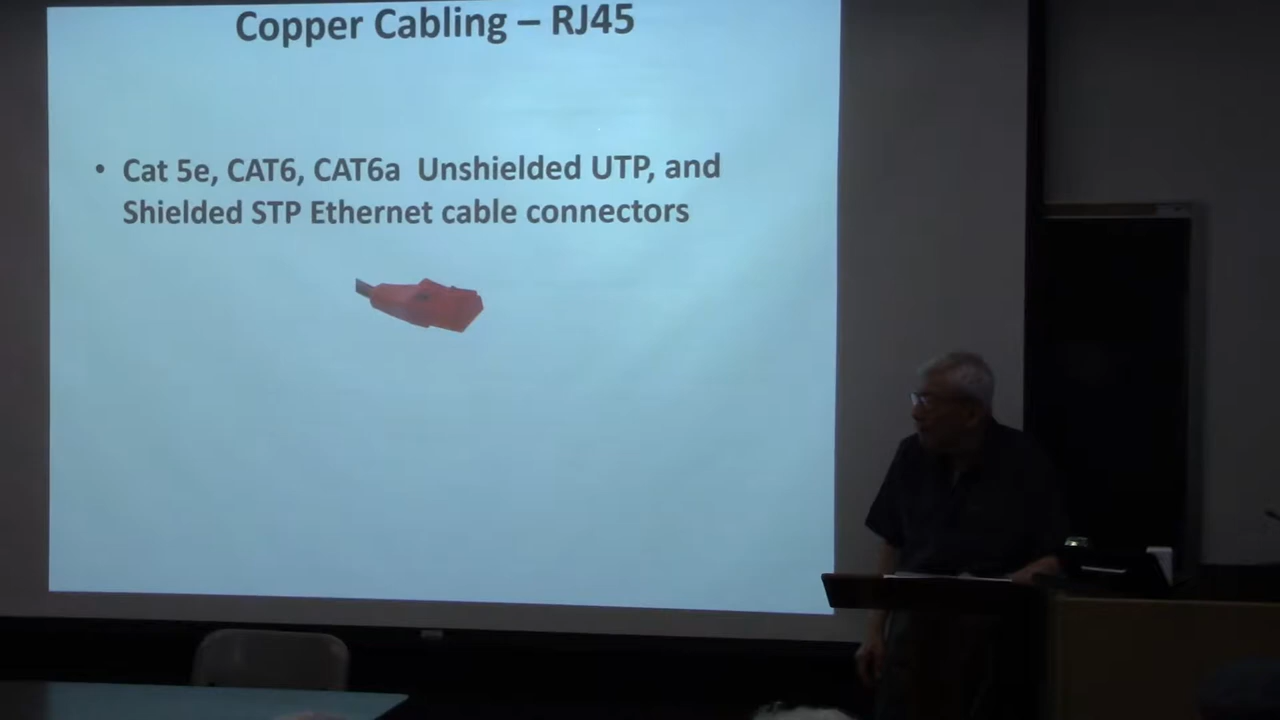 Copper Cabling – RJ45
• Cat 5e, CAT6, CAT6a Unshielded UTP, and
Shielded STP Ethernet cable connectors